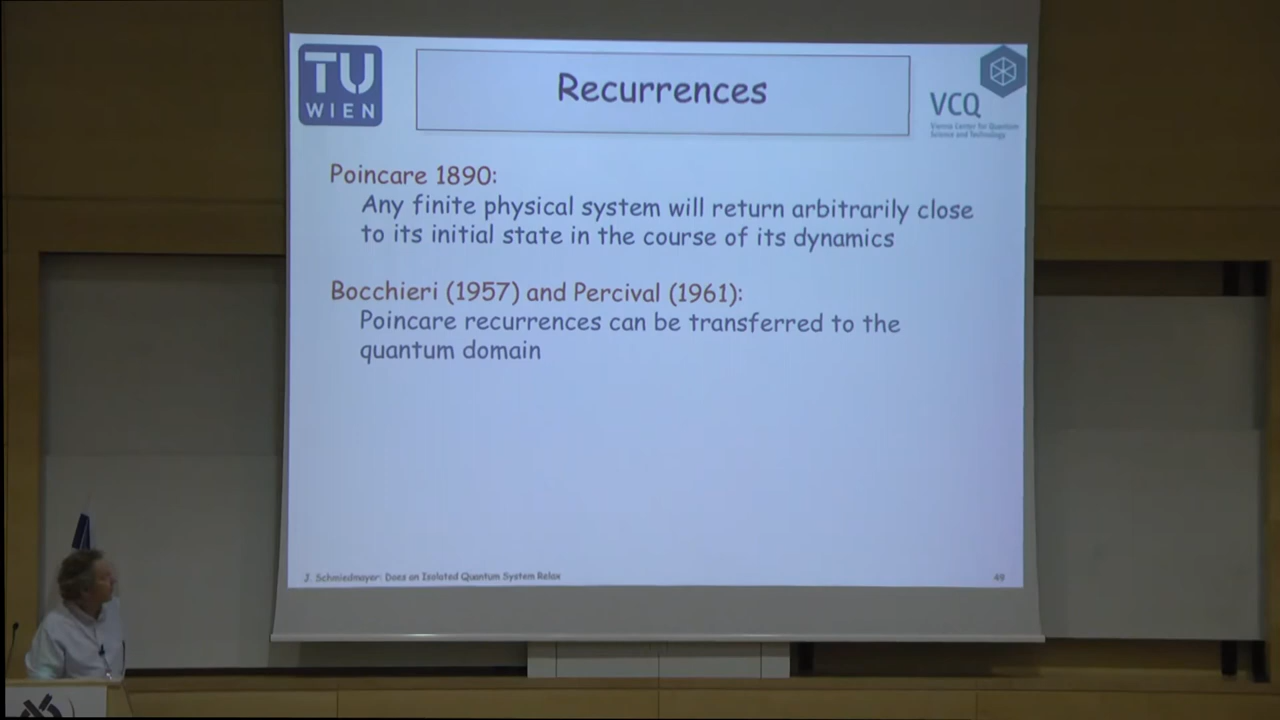 TU
WIEN
Recurrences
VCQ
Vienna Center for Quantum
Science and Technology
Poincare 1890:
Any finite physical system will return arbitrarily close
to its initial state in the course of its dynamics
Bocchieri (1957) and Percival (1961):
Poincare recurrences can be transferred to the
quantum domain
J. Schmiedmayer: Does an Isolated Quantum System Relax
49